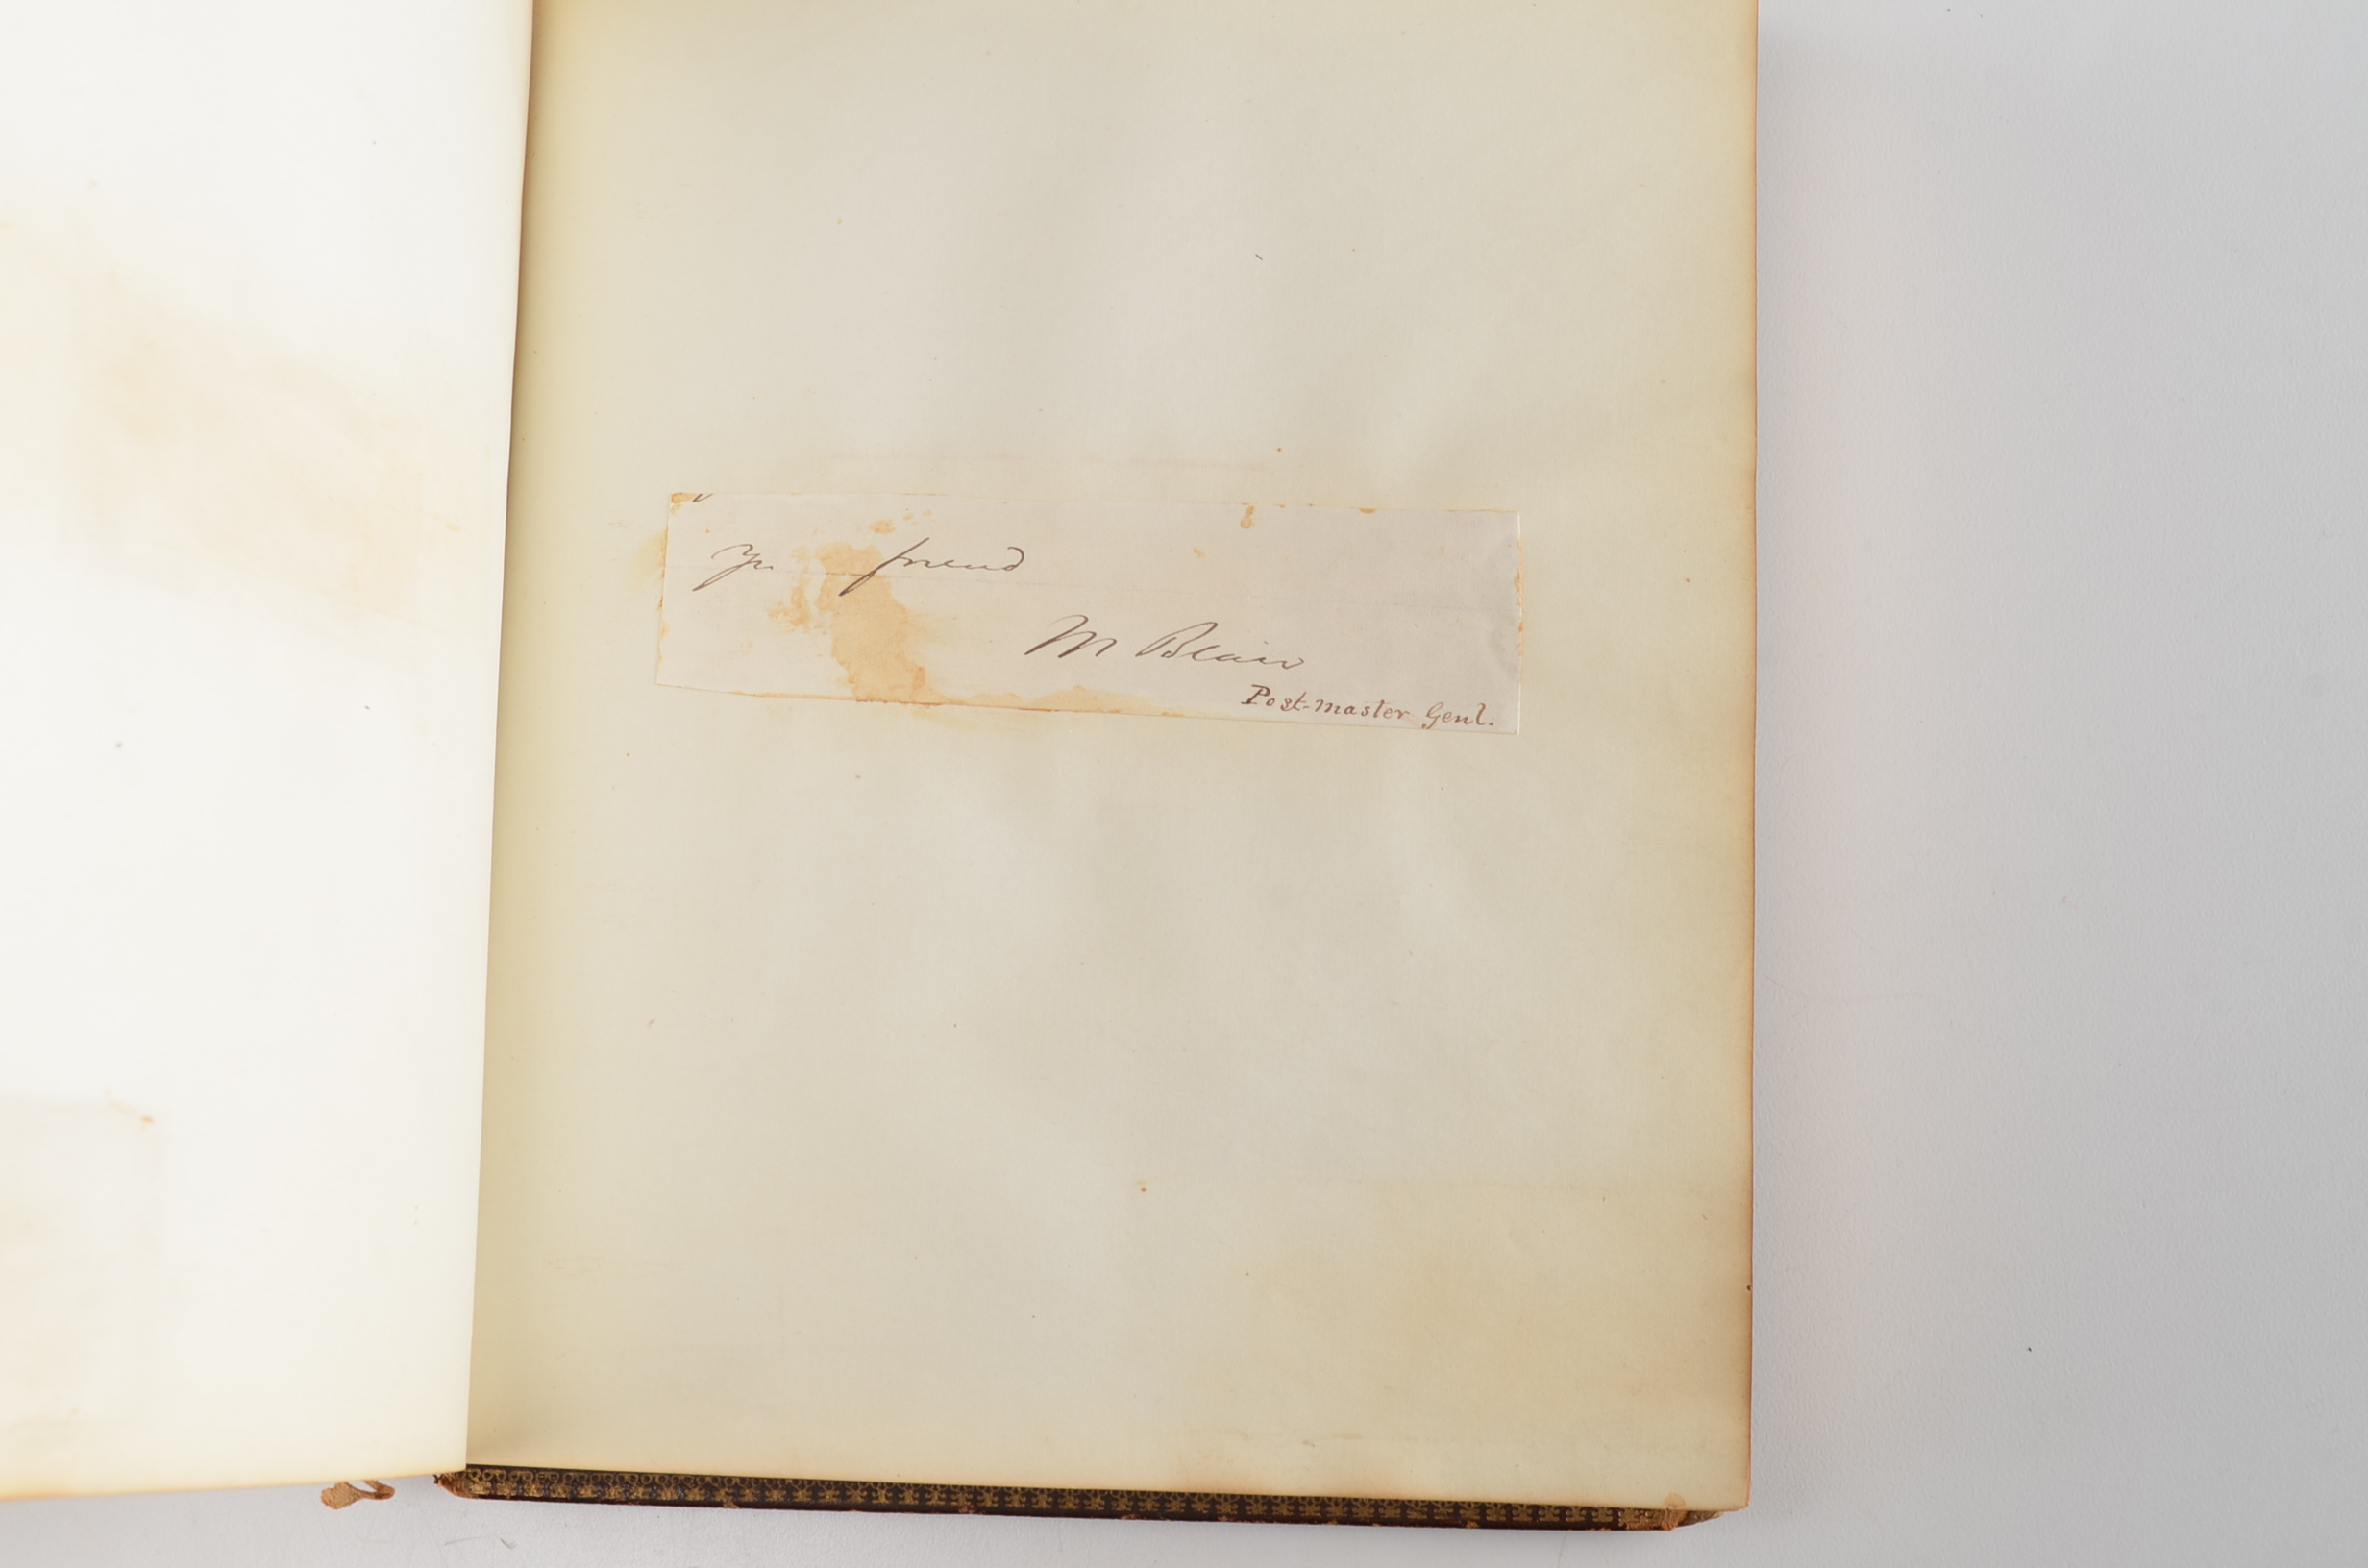 Yr friend
M Blair
Post-master Genl.